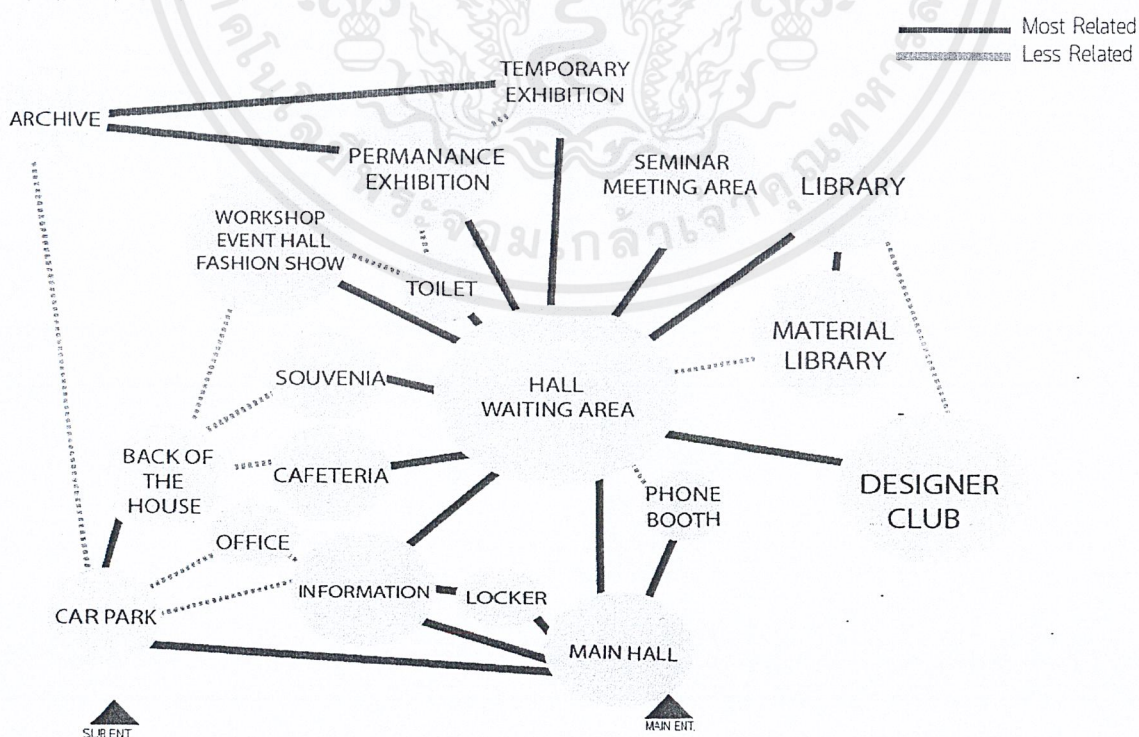 Most Related
Less Related
TEMPORARY
EXHIBITION
ARCHIVE
PERMANANCE
EXHIBITION
SEMINAR
MEETING AREA
LIBRARY
WORKSHOP
EVENT HALL
FASHION SHOW
TOILET
MATERIAL
LIBRARY
SOUVENIA
HALL
WAITING AREA
BACK OF
THE
HOUSE
CAFETERIA
PHONE
BOOTH
DESIGNER
CLUB
OFFICE
INFORMATION
LOCKER
CAR PARK
MAIN HALL
SUB ENT.
MAIN ENT.